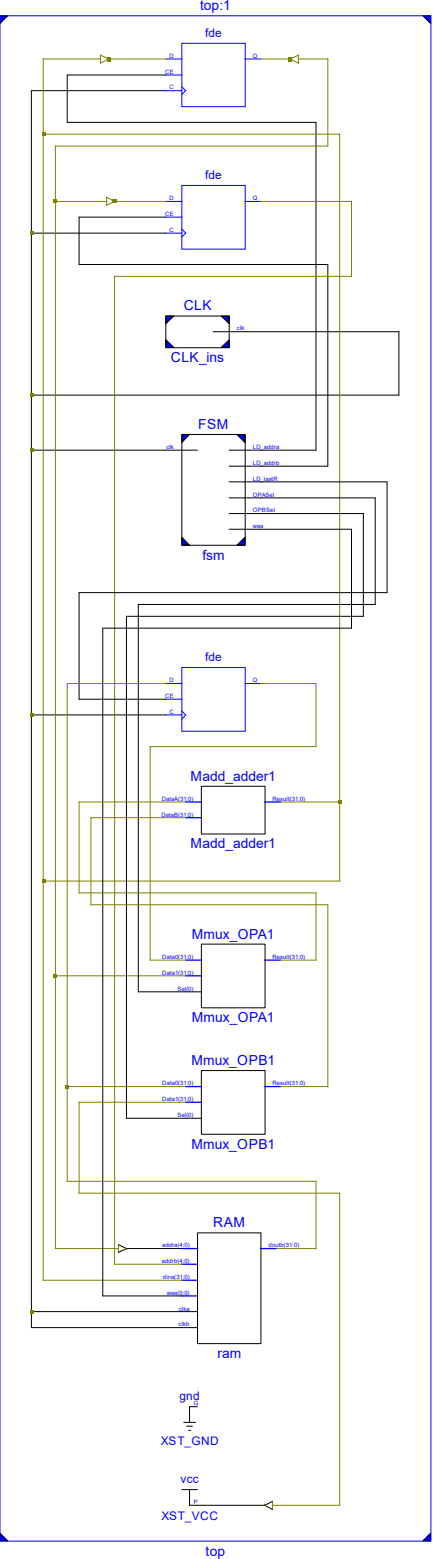 top:1
fde
D
Q
CE
C
fde
D
Q
CE
C
CLK
clk
CLK_ins
FSM
clk
LD_addra
LD_addrb
LD_lastR
OPASel
OPBSel
wea
fsm
fde
D
Q
CE
C
Madd_adder1
DataA(31:0)
Result(31:0)
DataB(31:0)
Madd_adder1
Mmux_OPA1
Data0(31:0)
Result(31:0)
Data1(31:0)
Sel(0)
Mmux_OPA1
Mmux_OPB1
Data0(31:0)
Result(31:0)
Data1(31:0)
Sel(0)
Mmux_OPB1
RAM
addra(4:0)
doutb(31:0)
addrb(4:0)
dina(31:0)
wea(0:0)
clka
clkb
ram
gnd
G
XST_GND
vcc
P
XST_VCC
top